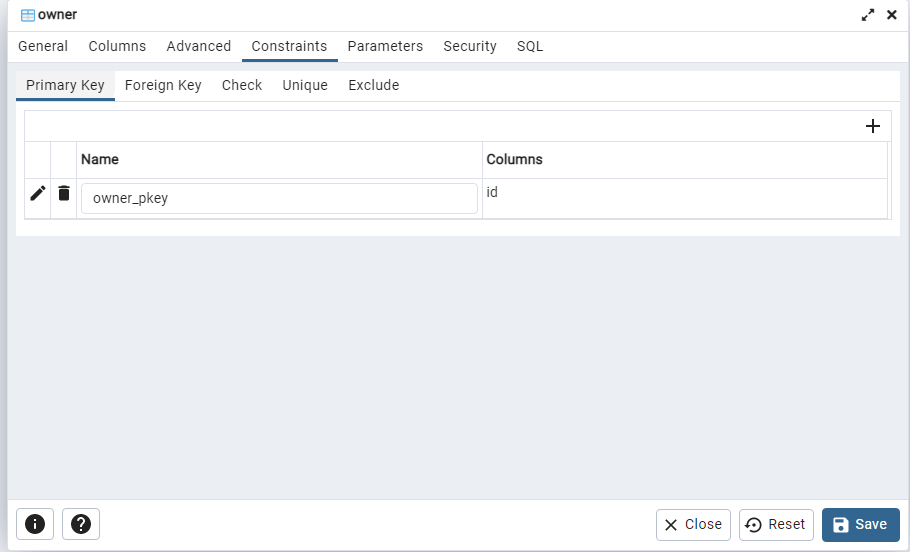 owner
General Columns Advanced Constraints Parameters Security SQL
Primary Key Foreign Key Check Unique Exclude
Name Columns
owner_pkey id
Close Reset Save